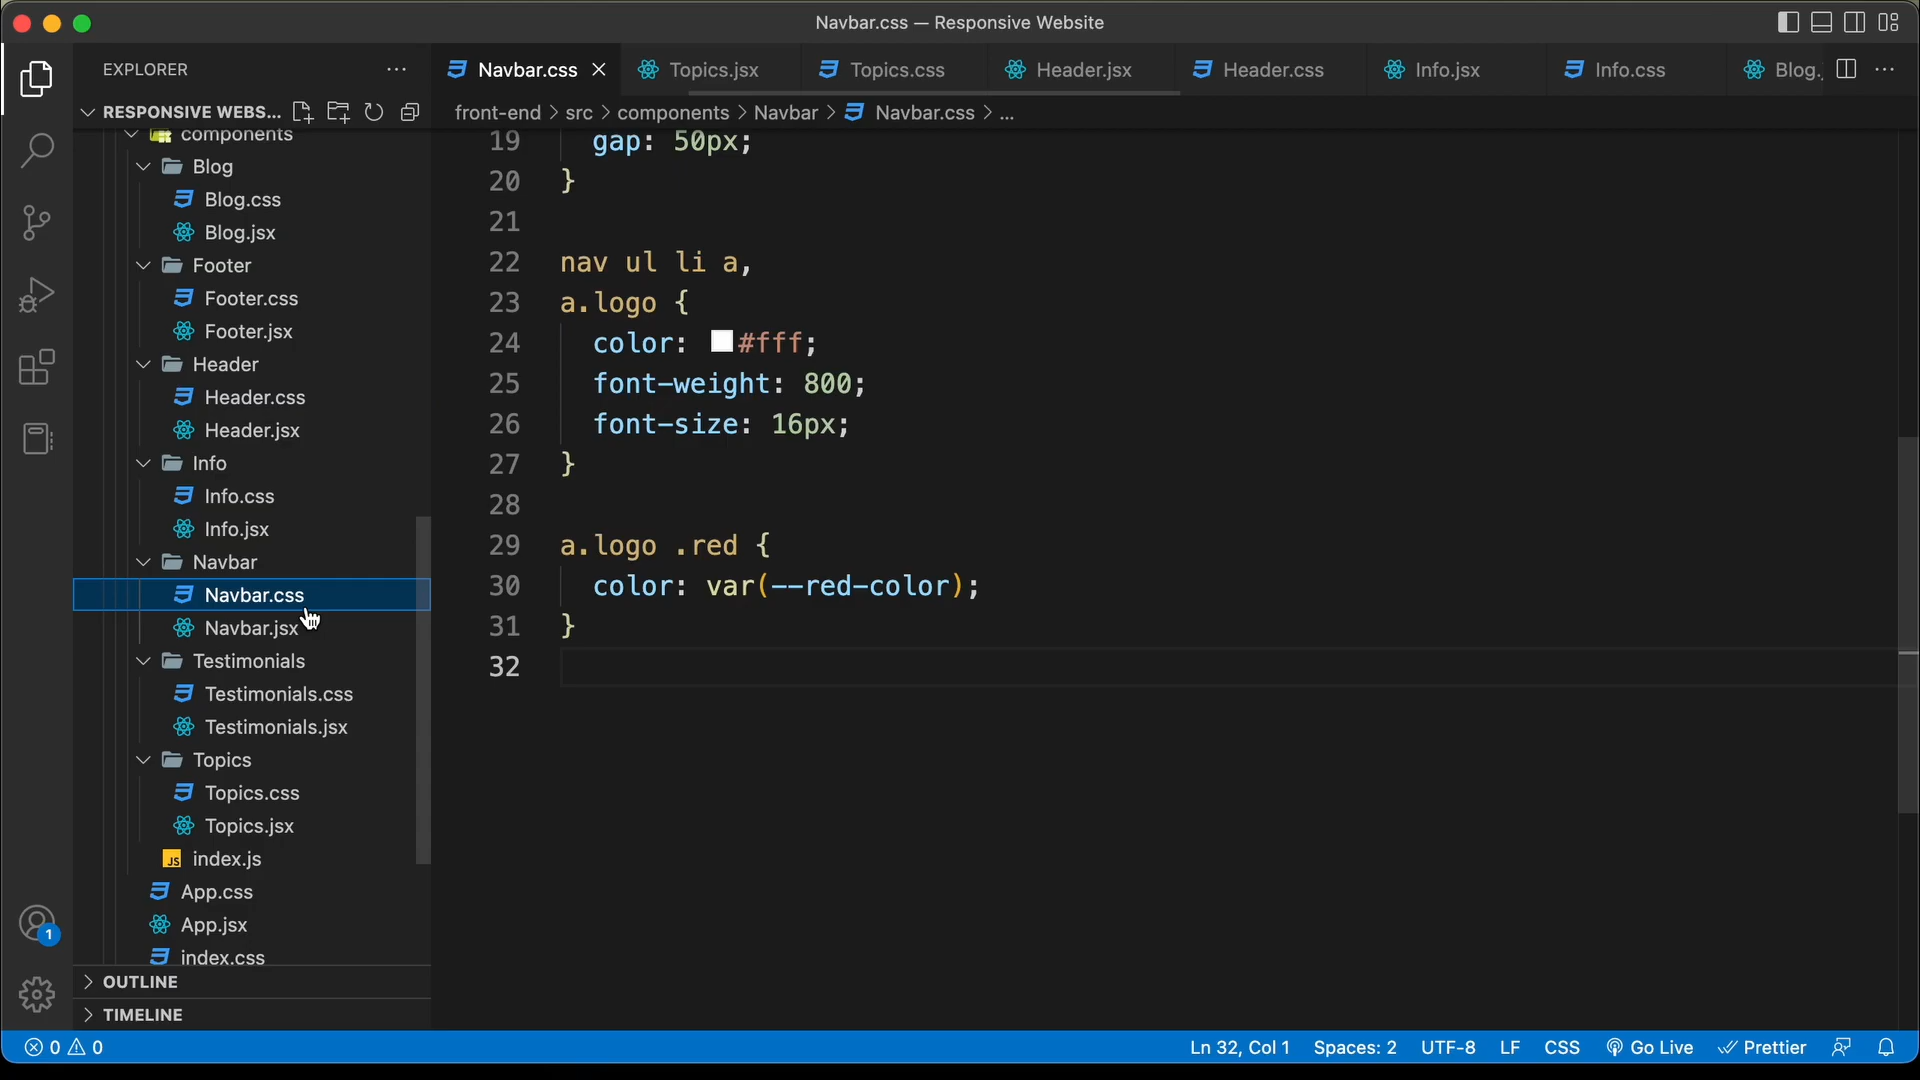 Navbar.css — Responsive Website
EXPLORER
RESPONSIVE WEBS...
components
Blog
Blog.css
Blog.jsx
Footer
Footer.css
Footer.jsx
Header
Header.css
Header.jsx
Info
Info.css
Info.jsx
Navbar
Navbar.css
Navbar.jsx
Testimonials
Testimonials.css
Testimonials.jsx
Topics
Topics.css
Topics.jsx
JS index.js
App.css
App.jsx
index.css
OUTLINE
TIMELINE
1
Navbar.css Topics.jsx Topics.css Header.jsx Header.css Info.jsx Info.css Blog.
front-end > src > components > Navbar > Navbar.css > ...
19 gap: 50px;
20 }
21
22 nav ul li a,
23 a.logo {
24 color: #fff;
25 font-weight: 800;
26 font-size: 16px;
27 }
28
29 a.logo .red {
30 color: var(--red-color);
31 }
32
0 0 Ln 32, Col 1 Spaces: 2 UTF-8 LF CSS Go Live Prettier